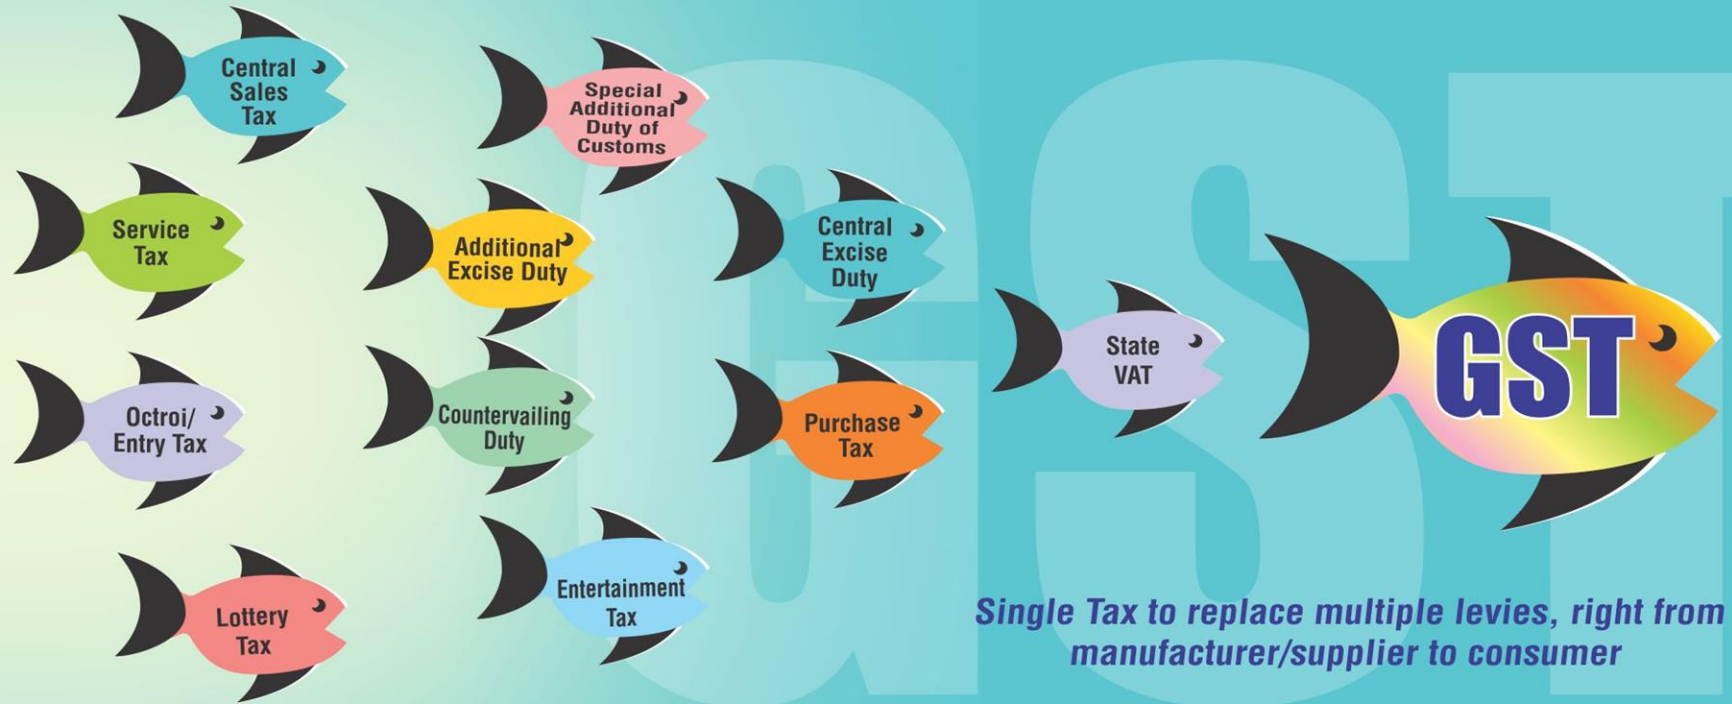 Central
Sales
Tax
Special
Additional
Duty of
Customs
Service
Tax
Additional
Excise Duty
Central
Excise
Duty
State
VAT
GST
Octroi/
Entry Tax
Countervailing
Duty
Purchase
Tax
Lottery
Tax
Entertainment
Tax
GST
Single Tax to replace multiple levies, right from
manufacturer/supplier to consumer